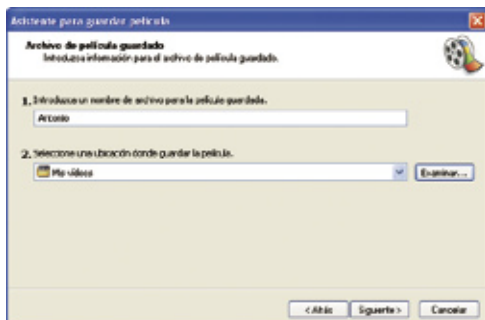 Asistente para guardar película
Archivo de película guardado
Introduzca información para el archivo de película guardado.
1. Introduzca un nombre de archivo para la película guardada.
Antonio
2. Seleccione una ubicación donde guardar la película.
Mis vídeos
Examinar...
< Atrás
Siguiente >
Cancelar